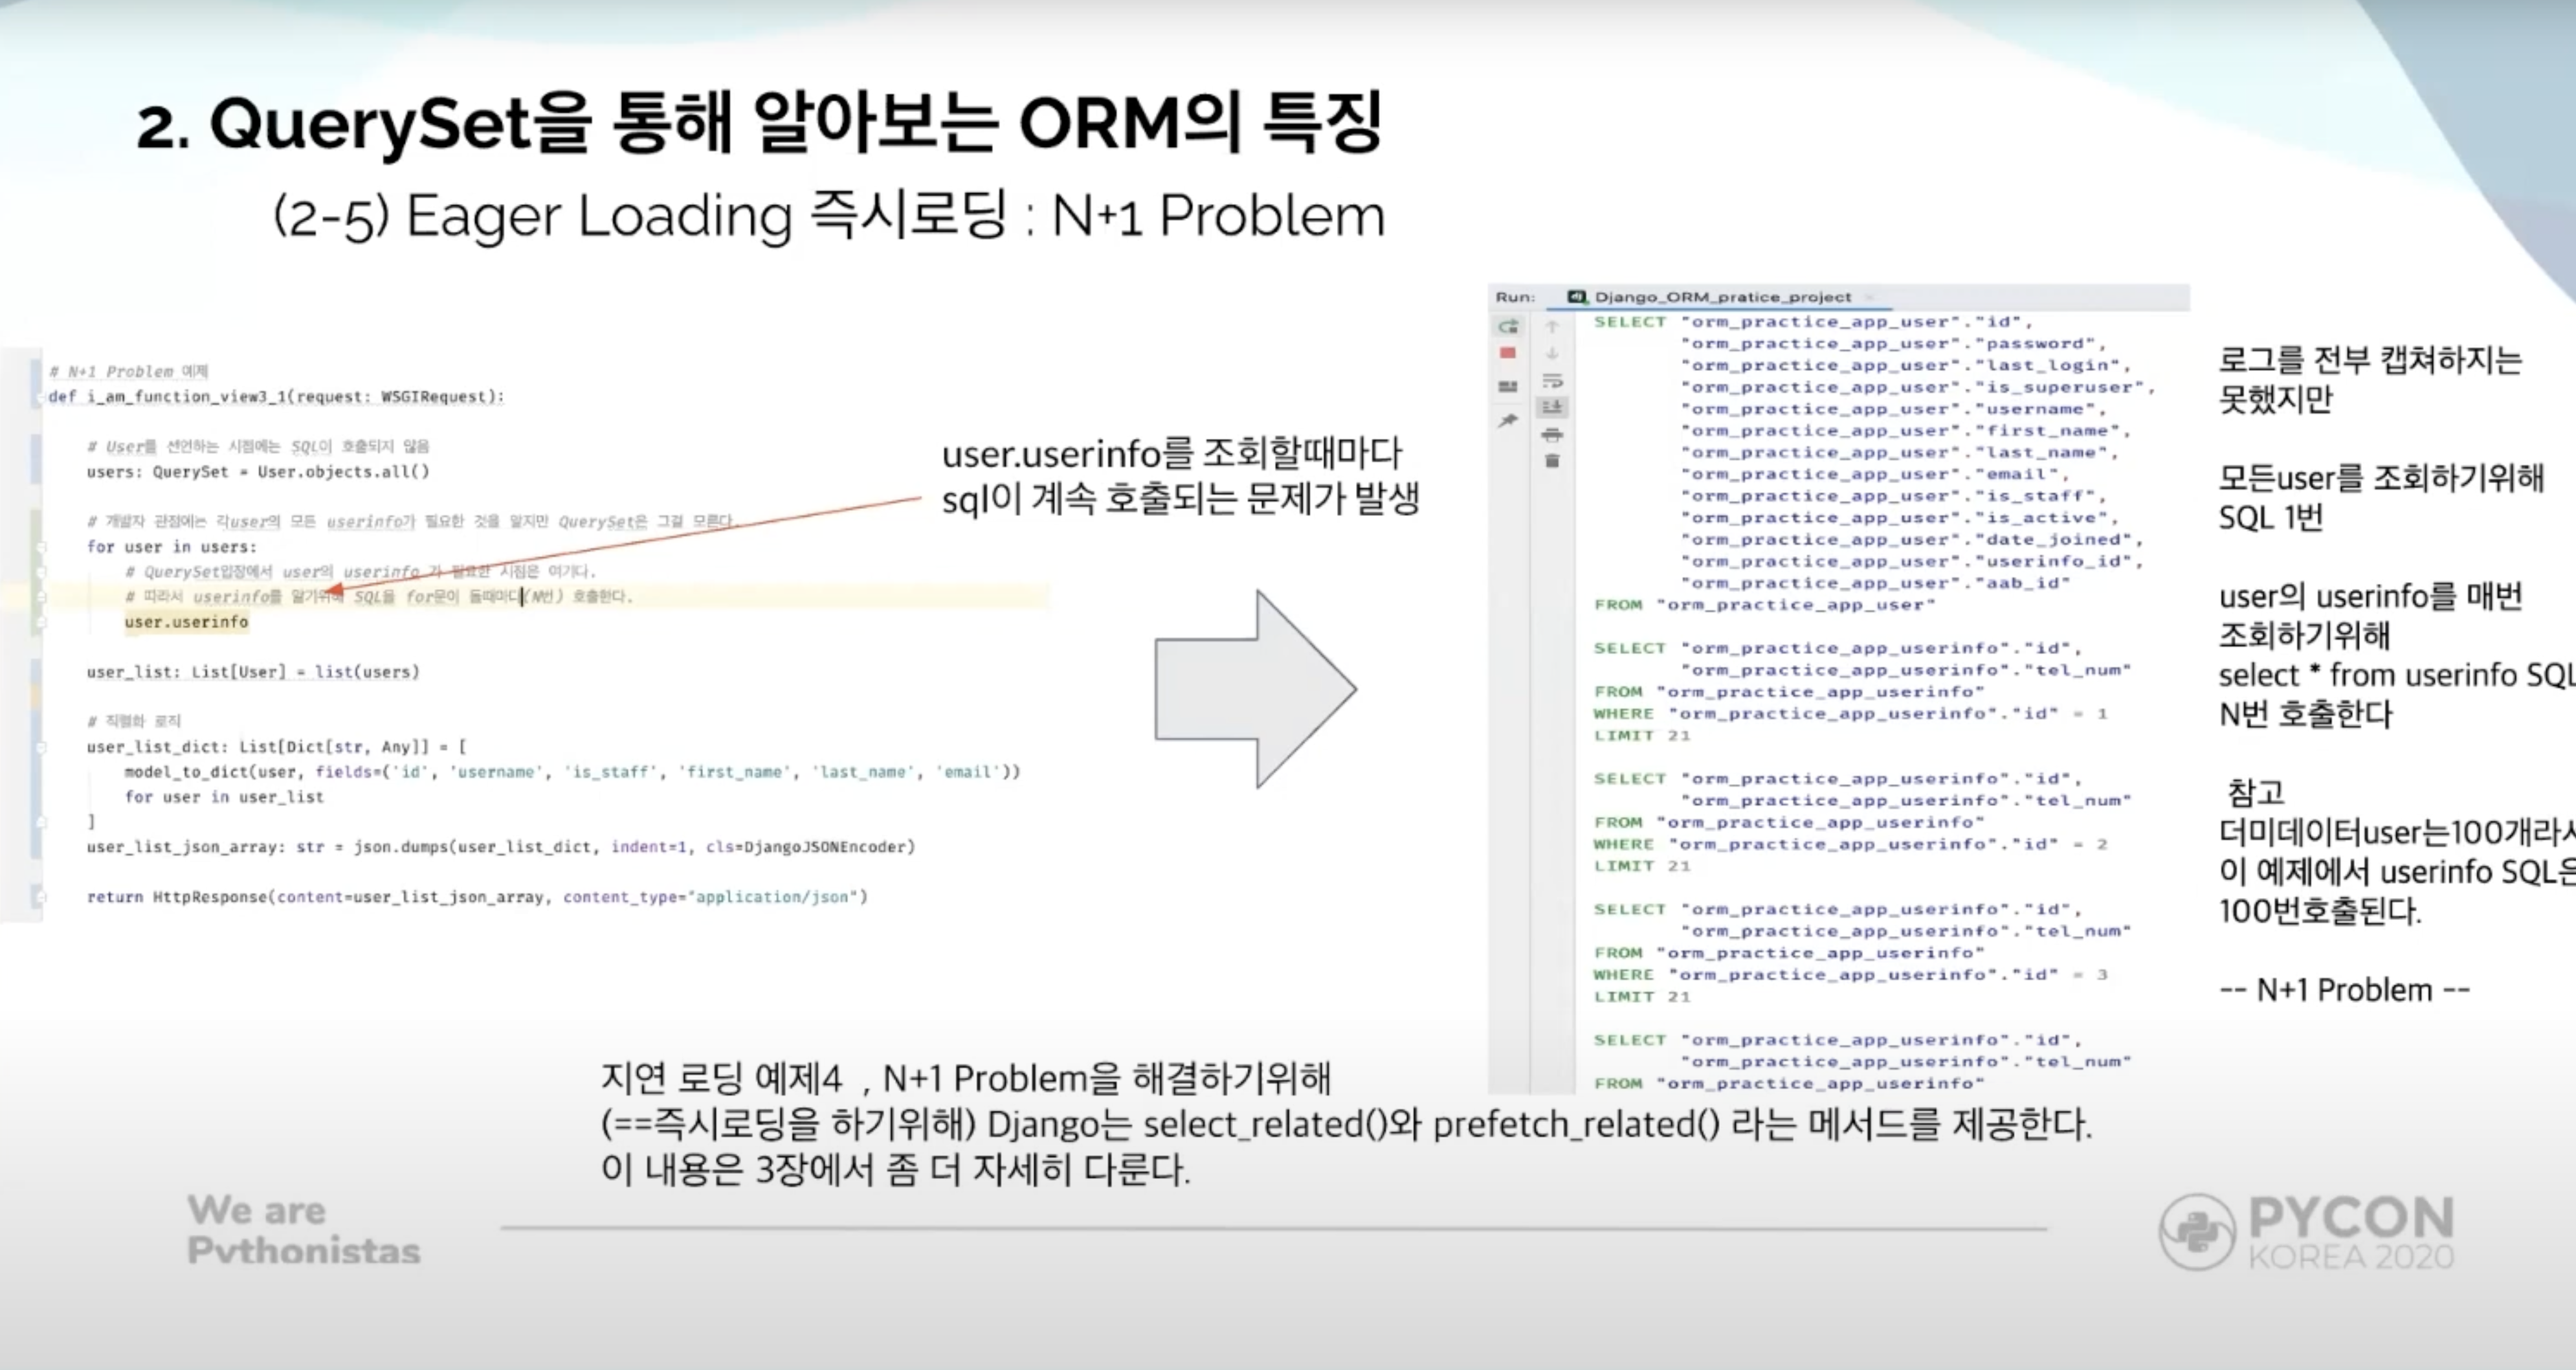 2. QuerySet을 통해 알아보는 ORM의 특징
(2-5) Eager Loading 즉시로딩 : N+1 Problem
# N+1 Problem 예제
def i_am_function_view3_1(request: WSGIRequest):
# User를 선언하는 시점에는 SQL이 호출되지 않음
users: QuerySet = User.objects.all()
# 개발자 관점에는 각user의 모든 userinfo가 필요한 것을 알지만 QuerySet은 그걸 모른다.
for user in users:
# QuerySet입장에서 user의 userinfo 가 필요한 시점은 여기다.
# 따라서 userinfo를 알기위해 SQL을 for문이 돌때마다(N번) 호출한다.
user.userinfo
user_list: List[User] = list(users)
# 직렬화 로직
user_list_dict: List[Dict[str, Any]] = [
model_to_dict(user, fields=('id', 'username', 'is_staff', 'first_name', 'last_name', 'email'))
for user in user_list
]
user_list_json_array: str = json.dumps(user_list_dict, indent=1, cls=DjangoJSONEncoder)
return HttpResponse(content=user_list_json_array, content_type="application/json")
user.userinfo를 조회할때마다
sql이 계속 호출되는 문제가 발생
Run: Django_ORM_pratice_project
SELECT "orm_practice_app_user"."id",
"orm_practice_app_user"."password",
"orm_practice_app_user"."last_login",
"orm_practice_app_user"."is_superuser",
"orm_practice_app_user"."username",
"orm_practice_app_user"."first_name",
"orm_practice_app_user"."last_name",
"orm_practice_app_user"."email",
"orm_practice_app_user"."is_staff",
"orm_practice_app_user"."is_active",
"orm_practice_app_user"."date_joined",
"orm_practice_app_user"."userinfo_id",
"orm_practice_app_user"."aab_id"
FROM "orm_practice_app_user"
SELECT "orm_practice_app_userinfo"."id",
"orm_practice_app_userinfo"."tel_num"
FROM "orm_practice_app_userinfo"
WHERE "orm_practice_app_userinfo"."id" = 1
LIMIT 21
SELECT "orm_practice_app_userinfo"."id",
"orm_practice_app_userinfo"."tel_num"
FROM "orm_practice_app_userinfo"
WHERE "orm_practice_app_userinfo"."id" = 2
LIMIT 21
SELECT "orm_practice_app_userinfo"."id",
"orm_practice_app_userinfo"."tel_num"
FROM "orm_practice_app_userinfo"
WHERE "orm_practice_app_userinfo"."id" = 3
LIMIT 21
SELECT "orm_practice_app_userinfo"."id",
"orm_practice_app_userinfo"."tel_num"
FROM "orm_practice_app_userinfo"
로그를 전부 캡쳐하지는
못했지만
모든user를 조회하기위해
SQL 1번
user의 userinfo를 매번
조회하기위해
select * from userinfo SQL
N번 호출한다
참고
더미데이터user는100개라서
이 예제에서 userinfo SQL은
100번호출된다.
-- N+1 Problem --
지연 로딩 예제4 , N+1 Problem을 해결하기위해
(==즉시로딩을 하기위해) Django는 select_related()와 prefetch_related() 라는 메서드를 제공한다.
이 내용은 3장에서 좀 더 자세히 다룬다.
We are
Pythonistas
PYCON
KOREA 2020